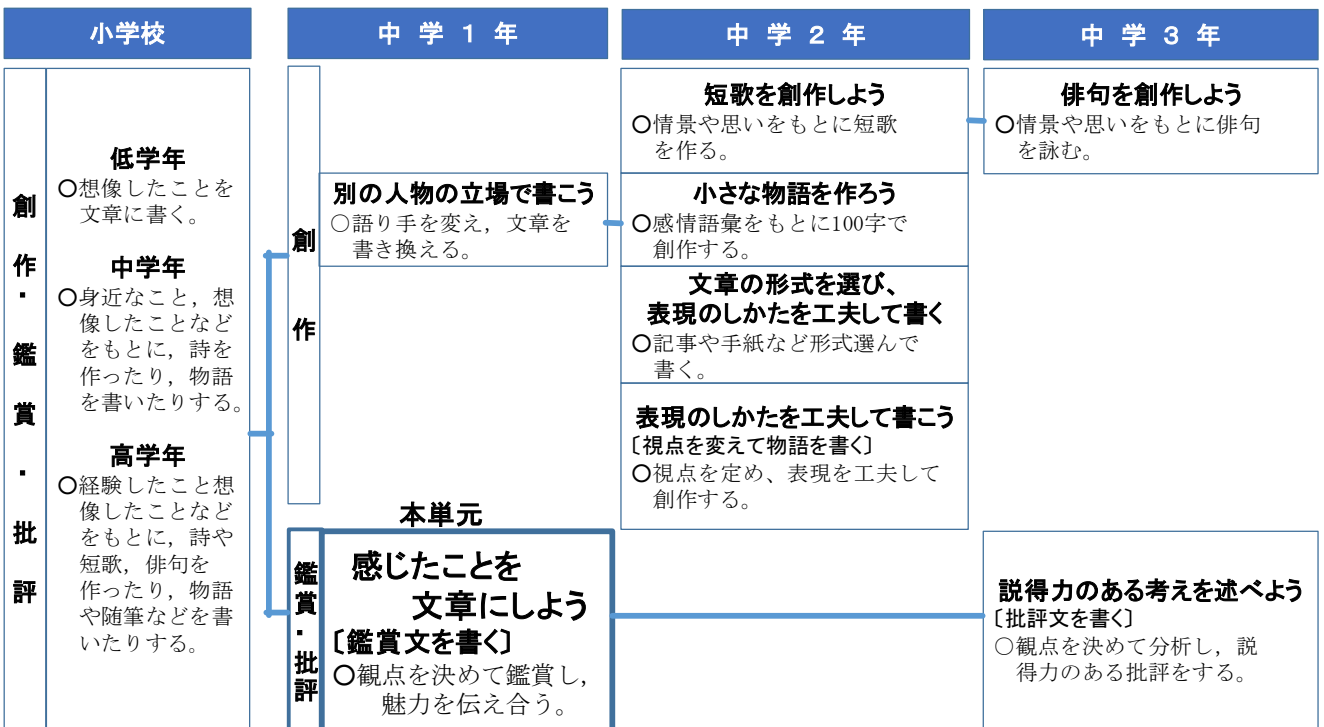 小学校
中学１年
中学２年
中学３年
創作・鑑賞・批評
低学年
○想像したことを
文章に書く。
中学年
○身近なこと，想
像したことなど
をもとに，詩を
作ったり，物語
を書いたりする。
高学年
○経験したこと想
像したことなど
をもとに，詩や
短歌，俳句を
作ったり，物語
や随筆などを書
いたりする。
創作
別の人物の立場で書こう
○語り手を変え，文章を
書き換える。
短歌を創作しよう
○情景や思いをもとに短歌
を作る。
小さな物語を作ろう
○感情語彙をもとに100字で
創作する。
文章の形式を選び、
表現のしかたを工夫して書く
○記事や手紙など形式選んで
書く。
表現のしかたを工夫して書こう
〔視点を変えて物語を書く〕
○視点を定め、表現を工夫して
創作する。
俳句を創作しよう
○情景や思いをもとに俳句
を詠む。
本単元
鑑賞・批評
感じたことを
文章にしよう
〔鑑賞文を書く〕
○観点を決めて鑑賞し，
魅力を伝え合う。
説得力のある考えを述べよう
〔批評文を書く〕
○観点を決めて分析し，説
得力のある批評をする。